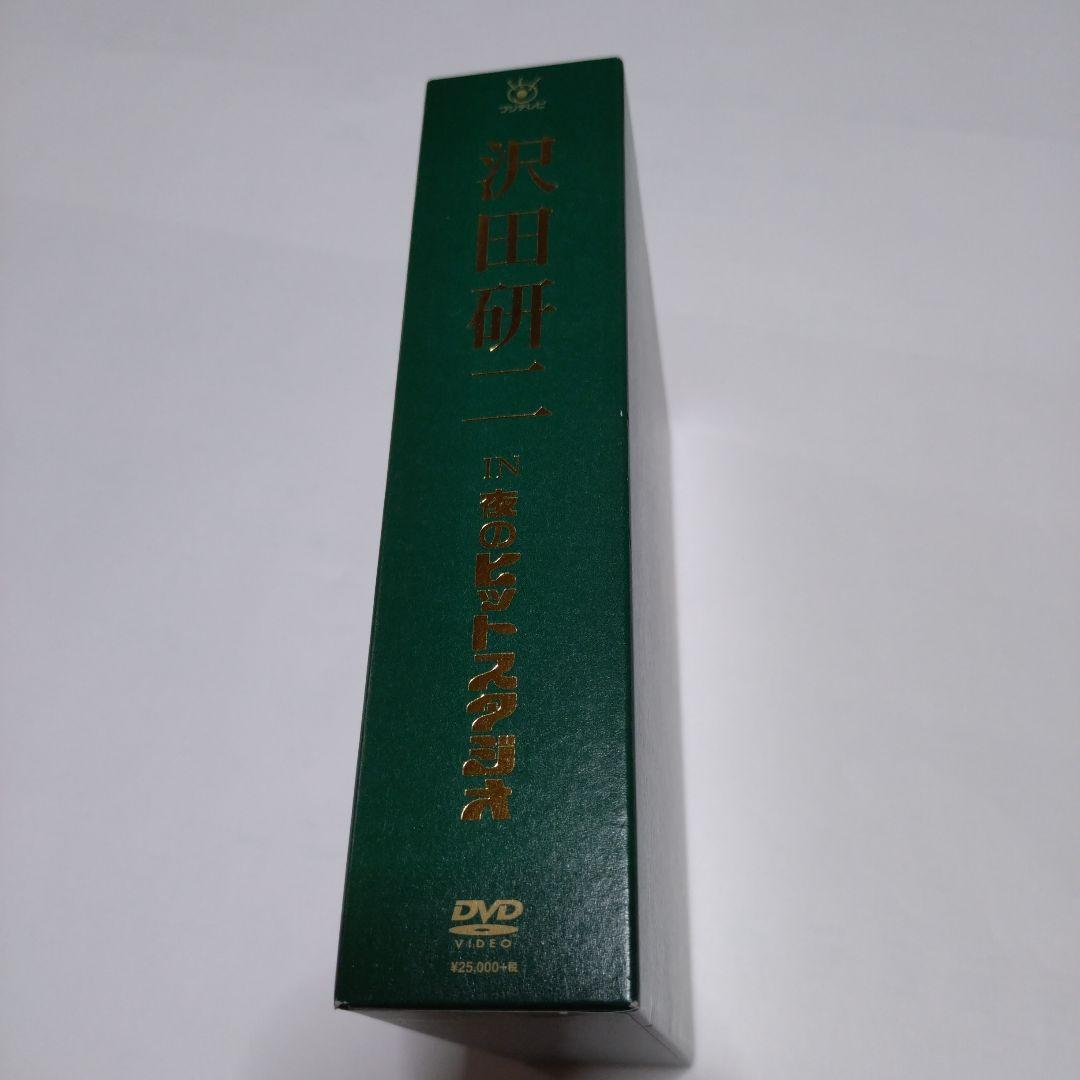 フジテレビ
沢田研二
IN
夜のヒットスタジオ
DVD
VIDEO
¥25,000+税